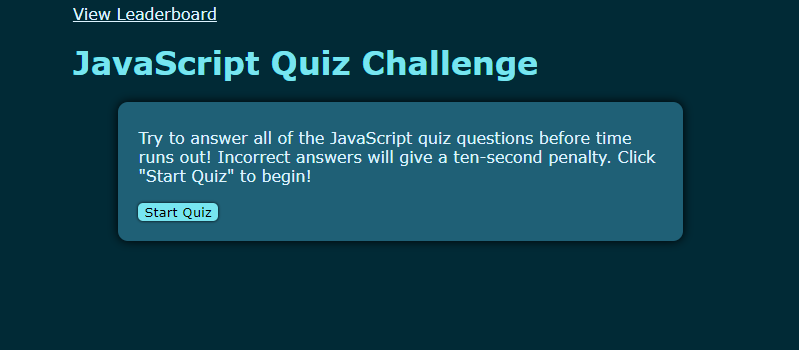 View Leaderboard
JavaScript Quiz Challenge
Try to answer all of the JavaScript quiz questions before time
runs out! Incorrect answers will give a ten-second penalty. Click
"Start Quiz" to begin!
Start Quiz